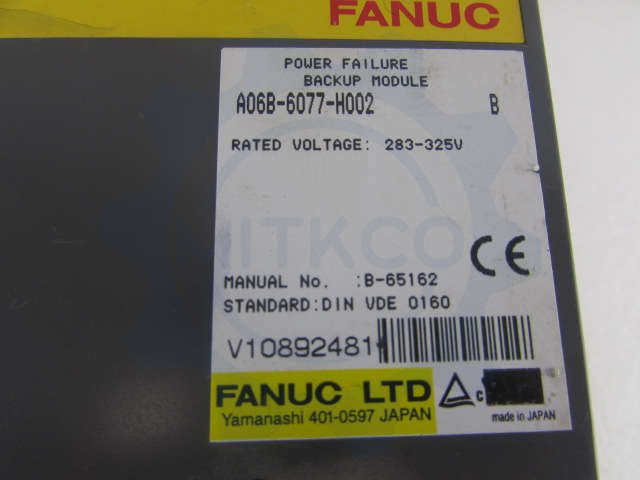 FANUC
POWER FAILURE
BACKUP MODULE
A06B-6077-H002 B
RATED VOLTAGE: 283-325V
CE
MANUAL No. :B-65162
STANDARD:DIN VDE 0160
V10892481
FANUC LTD
Yamanashi 401-0597 JAPAN
C
made in JAPAN